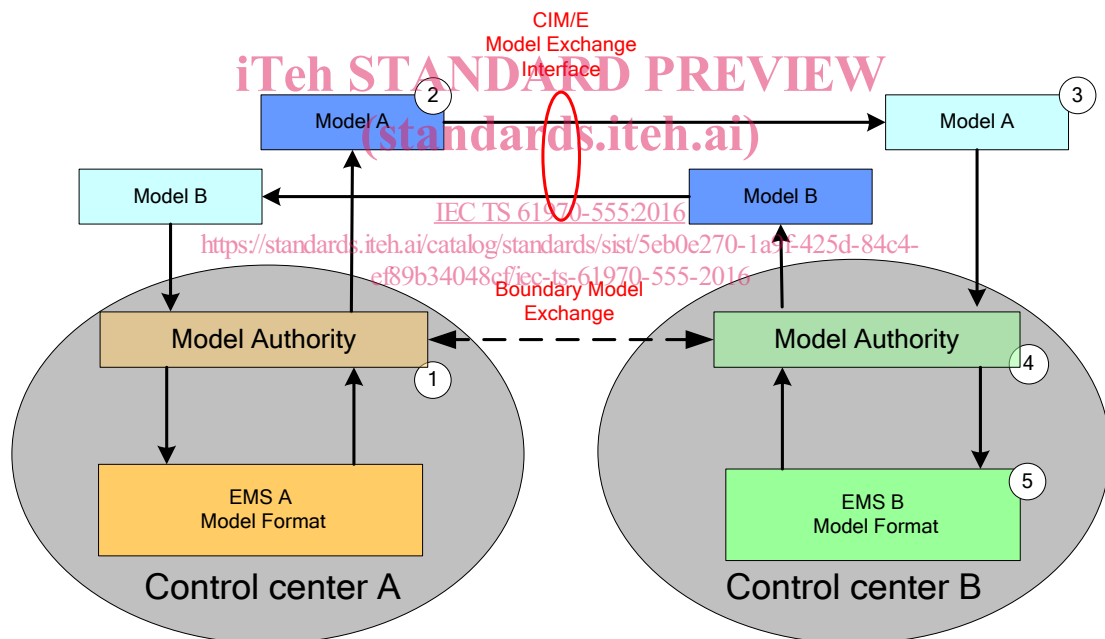 CIM/E
Model Exchange
Interface
iTeh STANDARD PREVIEW
(standards.iteh.ai)
2
3
Model A
Model A
Model B
Model B
IEC TS 61970-555:2016
https://standards.iteh.ai/catalog/standards/sist/5eb0e270-1a9f-425d-84c4-
ef89b34048cf/iec-ts-61970-555-2016
Boundary Model
Exchange
Model Authority
Model Authority
1
4
EMS A
Model Format
EMS B
Model Format
5
Control center A
Control center B